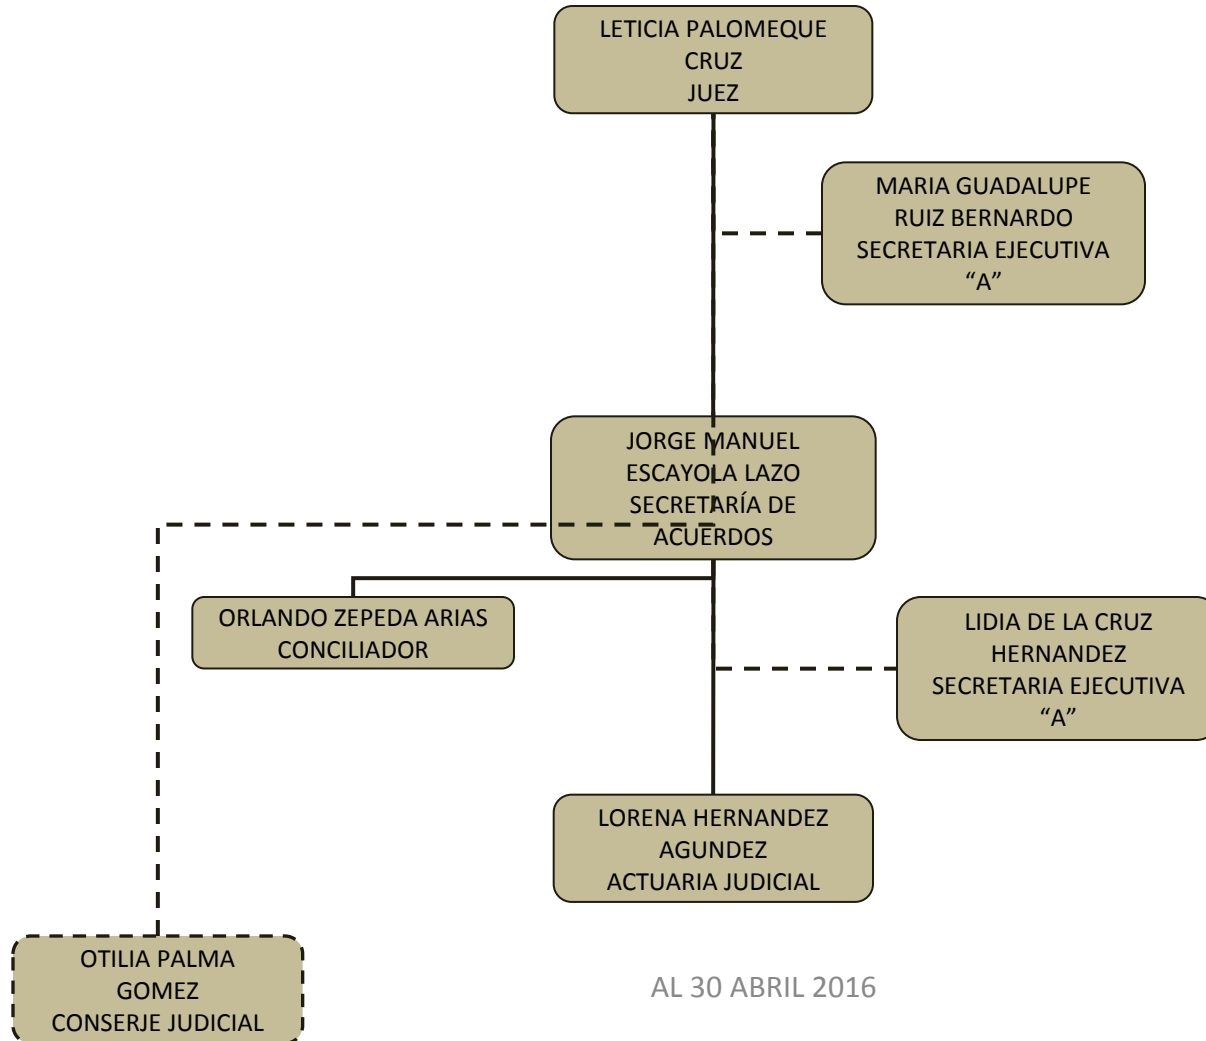 LETICIA PALOMEQUE
CRUZ
JUEZ
MARIA GUADALUPE
RUIZ BERNARDO
SECRETARIA EJECUTIVA
“A”
JORGE MANUEL
ESCAYOLA LAZO
SECRETARÍA DE
ACUERDOS
ORLANDO ZEPEDA ARIAS
CONCILIADOR
LIDIA DE LA CRUZ
HERNANDEZ
SECRETARIA EJECUTIVA
“A”
LORENA HERNANDEZ
AGUNDEZ
ACTUARIA JUDICIAL
OTILIA PALMA
GOMEZ
CONSERJE JUDICIAL
AL 30 ABRIL 2016